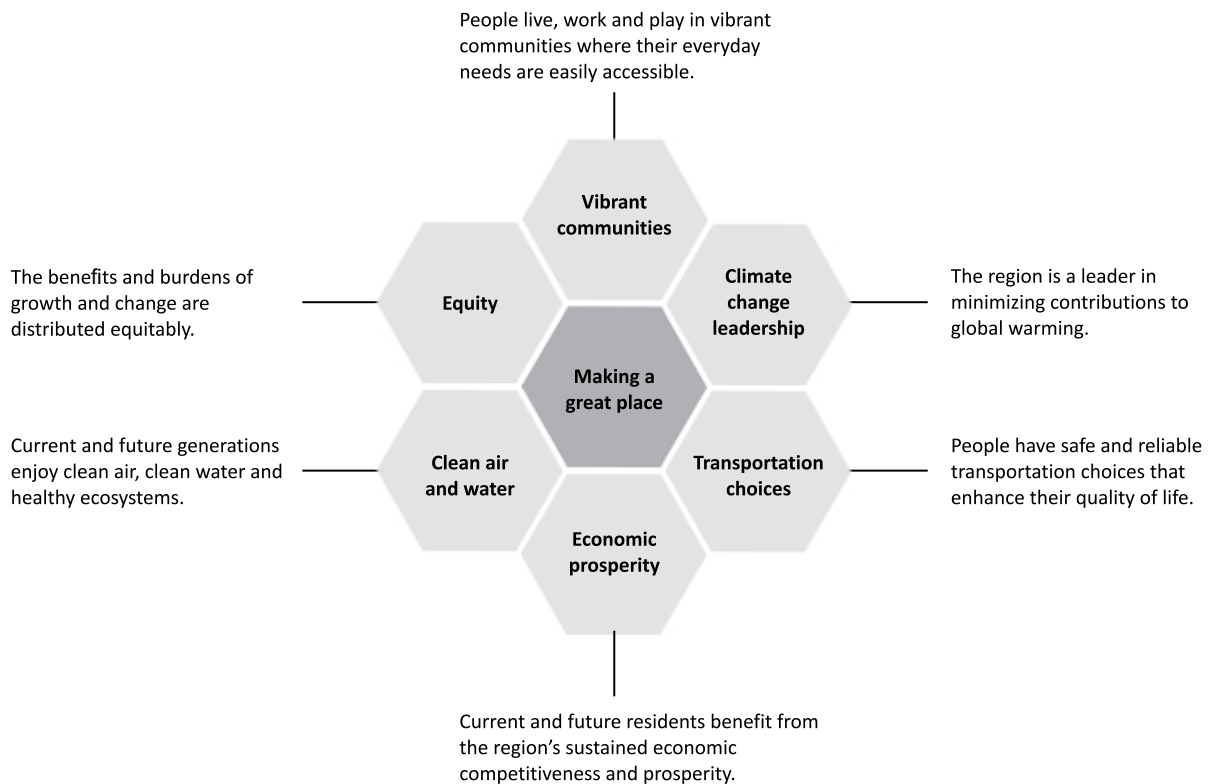 People live, work and play in vibrant
communities where their everyday
needs are easily accessible.
Vibrant
communities
The benefits and burdens of
growth and change are
distributed equitably.
Equity
Climate
change
leadership
The region is a leader in
minimizing contributions to
global warming.
Making a
great place
Current and future generations
enjoy clean air, clean water and
healthy ecosystems.
Clean air
and water
Transportation
choices
People have safe and reliable
transportation choices that
enhance their quality of life.
Economic
prosperity
Current and future residents benefit from
the region’s sustained economic
competitiveness and prosperity.